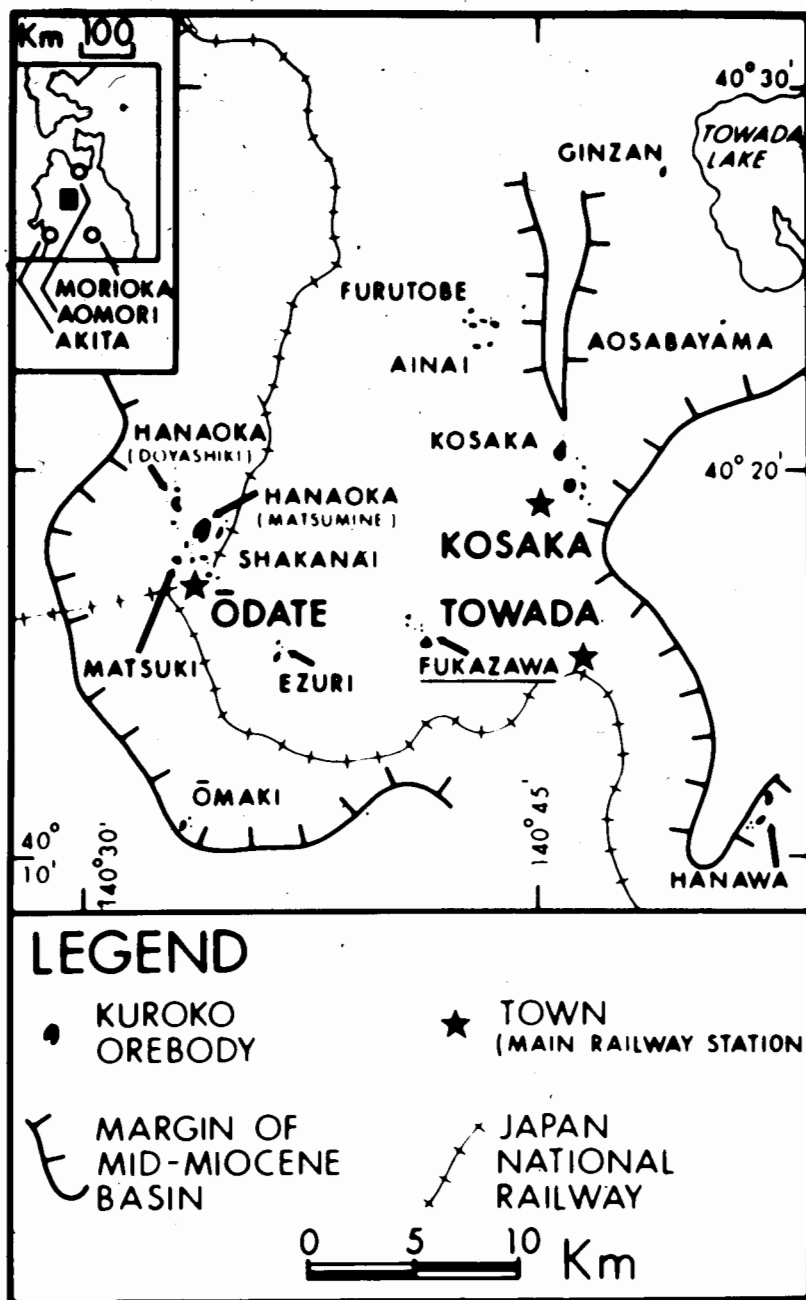 Km 100
MORIOKA
AOMORI
AKITA
40° 30'
TOWADA
LAKE
GINZAN
FURUTOBE
AINAI
AOSABAYAMA
HANAOKA
(DOYASHIKI)
KOSAKA
40° 20'
HANAOKA
(MATSUMINE)
SHAKANAI
KOSAKA
ŌDATE
TOWADA
MATSUKI
EZURI
FUKAZAWA
ŌMAKI
40°
10'
140° 30'
140° 45'
HANAWA
LEGEND
KUROKO
OREBODY
TOWN
(MAIN RAILWAY STATION
MARGIN OF
MID-MIOCENE
BASIN
JAPAN
NATIONAL
RAILWAY
0 5 10 Km